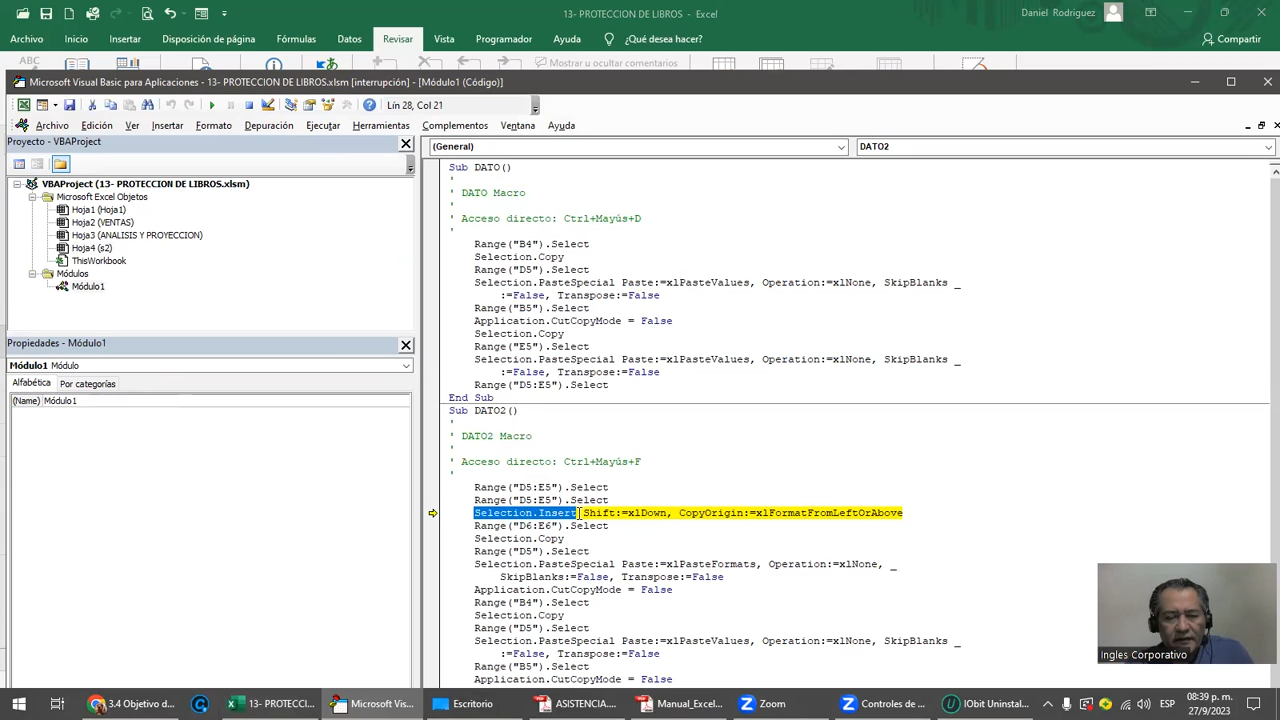 13- PROTECCION DE LIBROS - Excel
Daniel Rodriguez
Archivo Inicio Insertar Disposición de página Fórmulas Datos Revisar Vista Programador Ayuda ¿Qué desea hacer? Compartir
ABC
Mostrar u ocultar comentarios
Microsoft Visual Basic para Aplicaciones - 13- PROTECCION DE LIBROS.xlsm [interrupción] - [Módulo1 (Código)]
Lín 28, Col 21
Archivo Edición Ver Insertar Formato Depuración Ejecutar Herramientas Complementos Ventana Ayuda
Proyecto - VBAProject
VBAProject (13- PROTECCION DE LIBROS.xlsm)
Microsoft Excel Objetos
Hoja1 (Hoja1)
Hoja2 (VENTAS)
Hoja3 (ANALISIS Y PROYECCION)
Hoja4 (s2)
ThisWorkbook
Módulos
Módulo1
Propiedades - Módulo1
Módulo1 Módulo
Alfabética Por categorías
(Name) Módulo1
(General) DATO2
Sub DATO()
'
' DATO Macro
'
' Acceso directo: Ctrl+Mayús+D
'
Range("B4").Select
Selection.Copy
Range("D5").Select
Selection.PasteSpecial Paste:=xlPasteValues, Operation:=xlNone, SkipBlanks _
:=False, Transpose:=False
Range("B5").Select
Application.CutCopyMode = False
Selection.Copy
Range("E5").Select
Selection.PasteSpecial Paste:=xlPasteValues, Operation:=xlNone, SkipBlanks _
:=False, Transpose:=False
Range("D5:E5").Select
End Sub
Sub DATO2()
'
' DATO2 Macro
'
' Acceso directo: Ctrl+Mayús+F
'
Range("D5:E5").Select
Range("D5:E5").Select
Selection.Insert Shift:=xlDown, CopyOrigin:=xlFormatFromLeftOrAbove
Range("D6:E6").Select
Selection.Copy
Range("D5").Select
Selection.PasteSpecial Paste:=xlPasteFormats, Operation:=xlNone, _
SkipBlanks:=False, Transpose:=False
Application.CutCopyMode = False
Range("B4").Select
Selection.Copy
Range("D5").Select
Selection.PasteSpecial Paste:=xlPasteValues, Operation:=xlNone, SkipBlanks _
:=False, Transpose:=False
Range("B5").Select
Application.CutCopyMode = False
Ingles Corporativo
3.4 Objetivo d... 13- PROTECCION ... Microsoft Vis... Escritorio ASISTENCIA.... Manual_Exce... Zoom Controles de ... IObit Uninstal... ESP 08:39 p. m.
27/9/2023